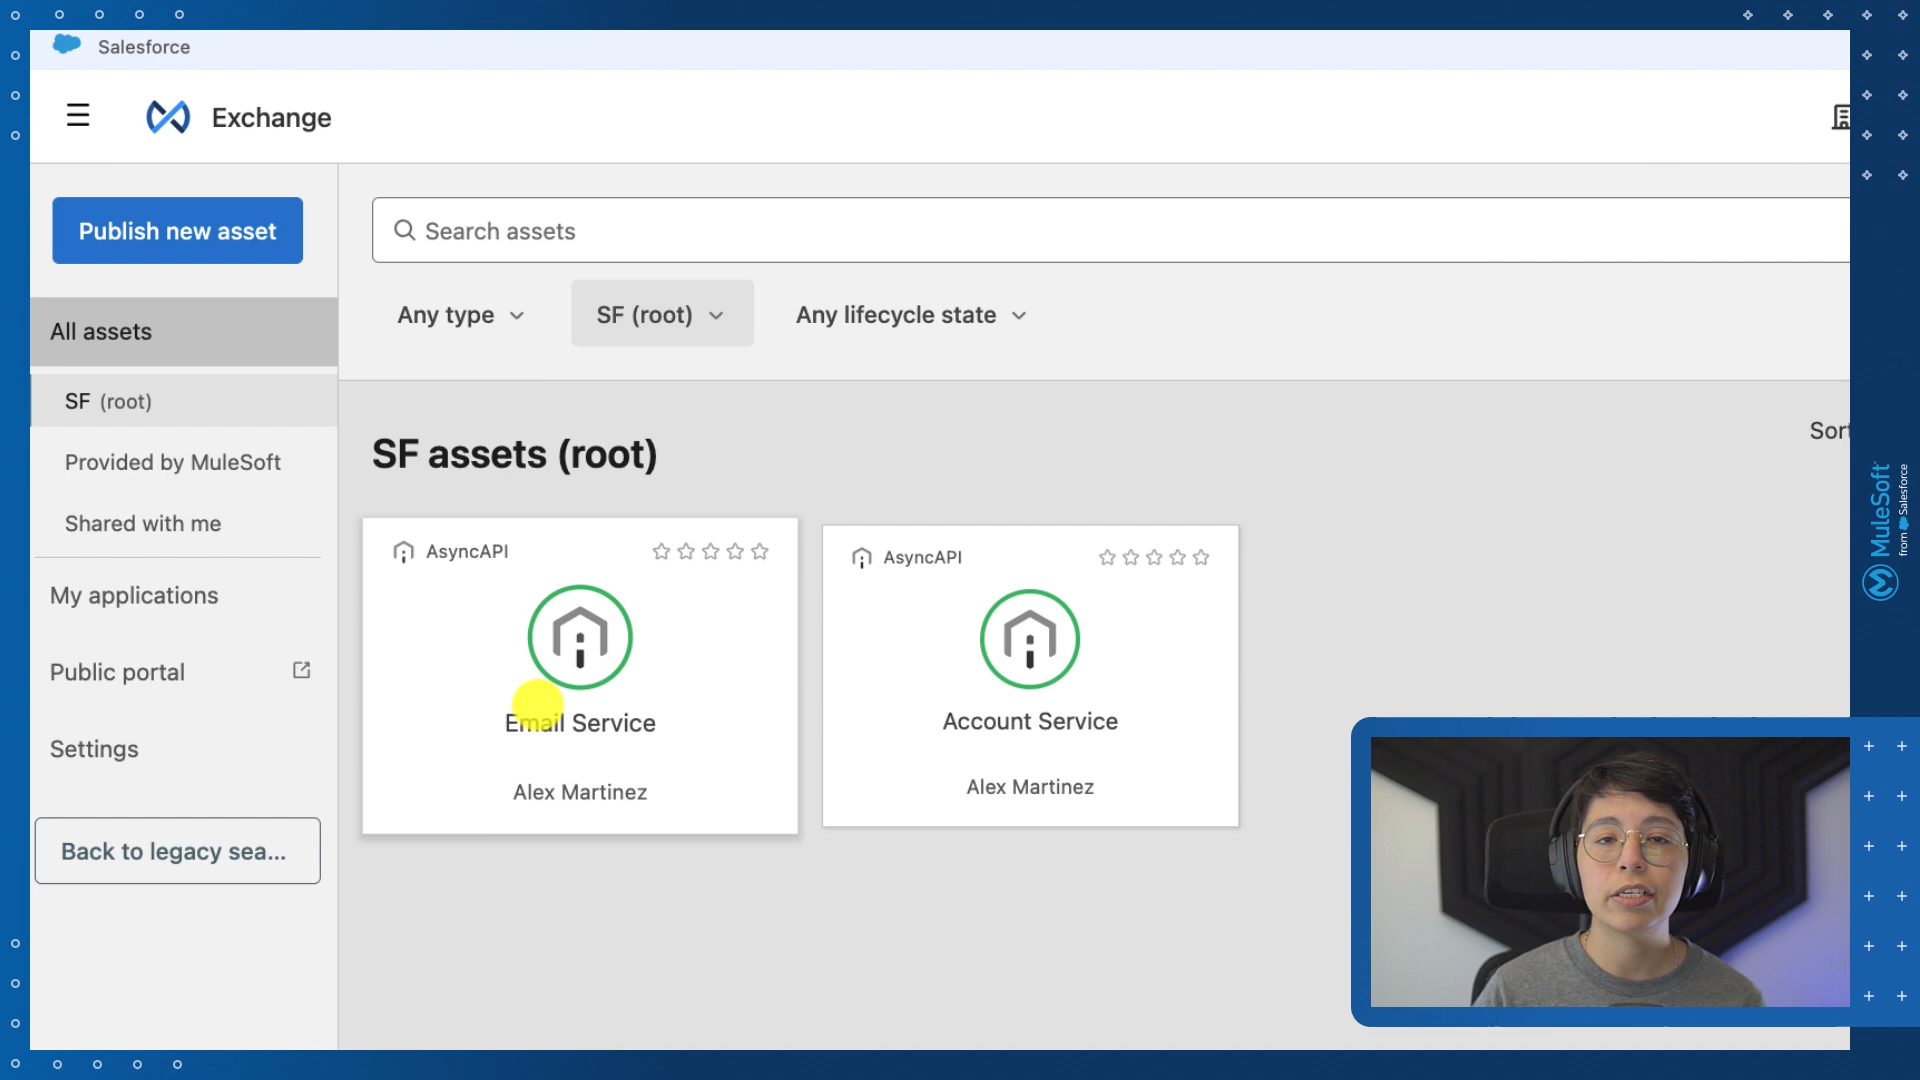 Salesforce
Exchange
Publish new asset
Search assets
Any type
SF (root)
Any lifecycle state
All assets
SF (root)
Provided by MuleSoft
Shared with me
My applications
Public portal
Settings
Back to legacy sea...
SF assets (root)
Sort
AsyncAPI
Email Service
Alex Martinez
AsyncAPI
Account Service
Alex Martinez
MuleSoft
from Salesforce